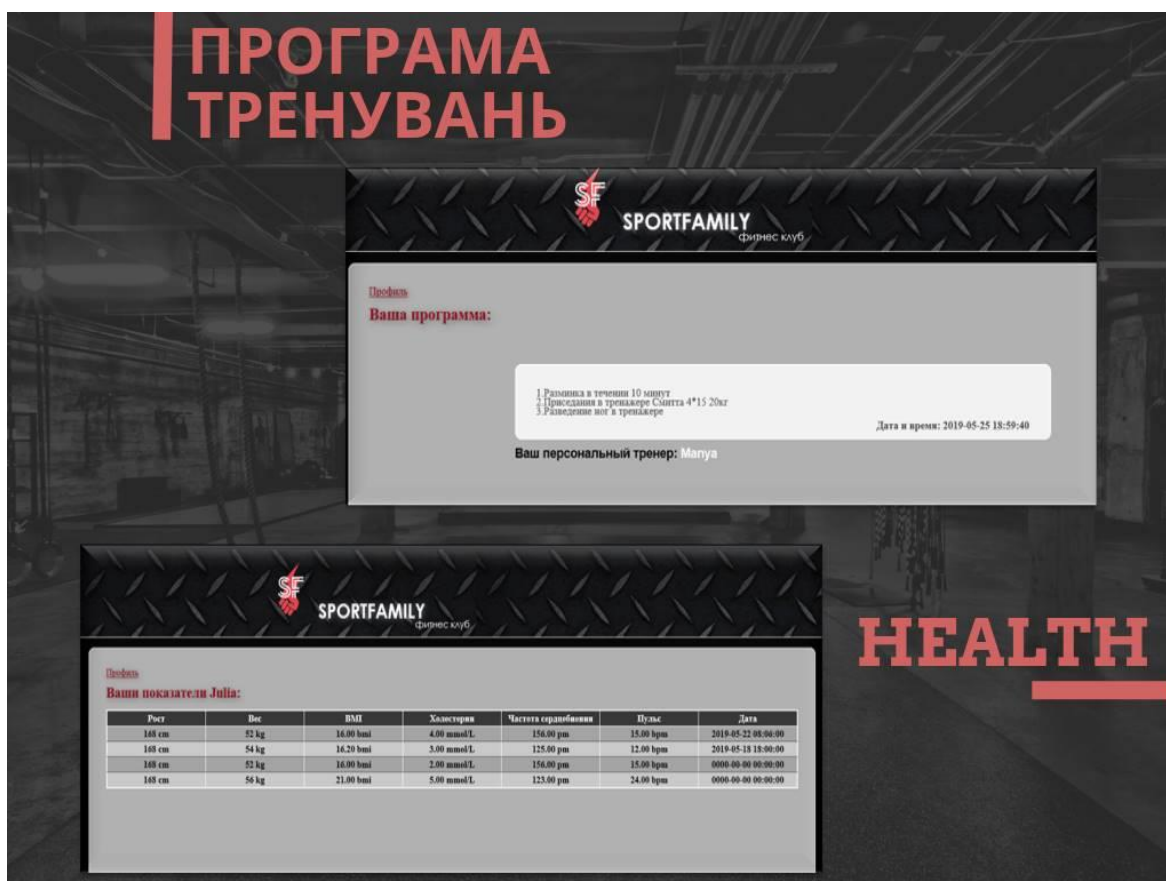 ПРОГРАМА
ТРЕНУВАНЬ
SF
SPORTFAMILY
фитнес клуб
Профиль
Ваша программа:
1.Разминка в течении 10 минут
2.Приседания в тренажере Смитта 4*15 20кг
3.Разведение ног в тренажере
Дата и время: 2019-05-25 18:59:40
Ваш персональный тренер: Manya
SF
SPORTFAMILY
фитнес клуб
HEALTH
Профиль
Ваши показатели Julia:
Рост Вес BMI Холестерин Частота сердцебиения Пульс Дата
168 cm 52 kg 16.00 bmi 4.00 mmol/L 156.00 pm 15.00 bpm 2019-05-22 08:06:00
168 cm 54 kg 16.20 bmi 3.00 mmol/L 125.00 pm 12.00 bpm 2019-05-18 18:00:00
168 cm 52 kg 16.00 bmi 2.00 mmol/L 156.00 pm 15.00 bpm 0000-00-00 00:00:00
168 cm 56 kg 21.00 bmi 5.00 mmol/L 123.00 pm 24.00 bpm 0000-00-00 00:00:00